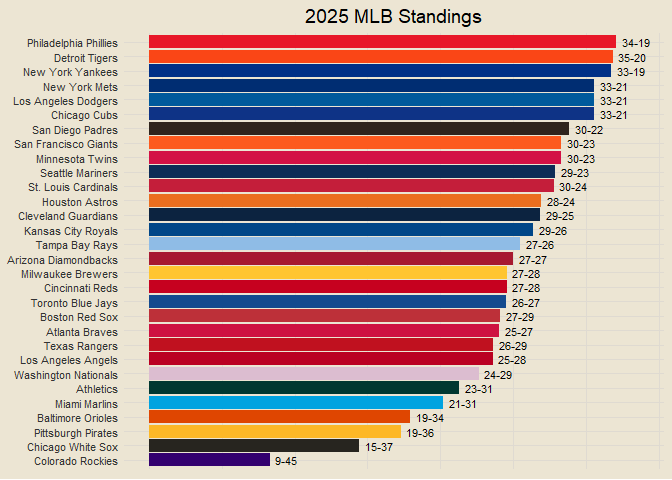 2025 MLB Standings
Philadelphia Phillies 34-19
Detroit Tigers 35-20
New York Yankees 33-19
New York Mets 33-21
Los Angeles Dodgers 33-21
Chicago Cubs 33-21
San Diego Padres 30-22
San Francisco Giants 30-23
Minnesota Twins 30-23
Seattle Mariners 29-23
St. Louis Cardinals 30-24
Houston Astros 28-24
Cleveland Guardians 29-25
Kansas City Royals 29-26
Tampa Bay Rays 27-26
Arizona Diamondbacks 27-27
Milwaukee Brewers 27-28
Cincinnati Reds 27-28
Toronto Blue Jays 26-27
Boston Red Sox 27-29
Atlanta Braves 25-27
Texas Rangers 26-29
Los Angeles Angels 25-28
Washington Nationals 24-29
Athletics 23-31
Miami Marlins 21-31
Baltimore Orioles 19-34
Pittsburgh Pirates 19-36
Chicago White Sox 15-37
Colorado Rockies 9-45